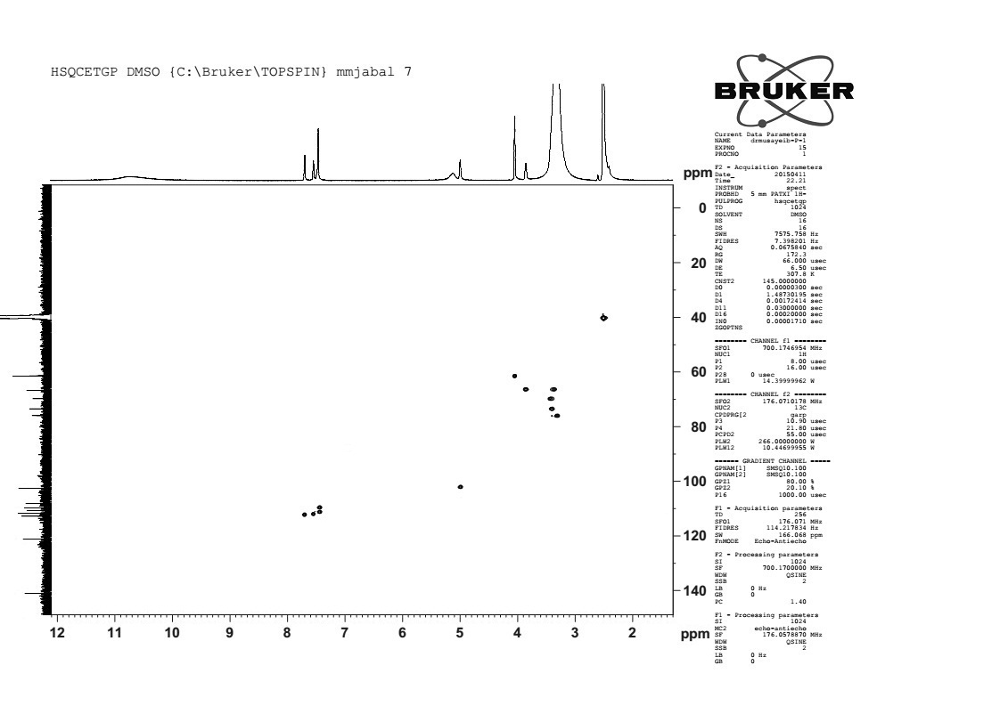 HSQCETGP DMSO {C:\Bruker\TOPSPIN} mmjabal 7
BRUKER
ppm
0
20
40
60
80
100
120
140
12 11 10 9 8 7 6 5 4 3 2 ppm
Current Data Parameters
NAME drmusayeib-P-1
EXPNO 15
PROCNO 1
F2 - Acquisition Parameters
Date_ 20150411
Time 22.21
INSTRUM spect
PROBHD 5 mm PATXI 1H-
PULPROG hsqcetgp
TD 1024
SOLVENT DMSO
NS 16
DS 16
SWH 7575.758 Hz
FIDRES 7.398201 Hz
AQ 0.0675840 sec
RG 172.3
DW 66.000 usec
DE 6.50 usec
TE 307.8 K
CNST2 145.0000000
D0 0.00000300 sec
D1 1.48730195 sec
D4 0.00172414 sec
D11 0.03000000 sec
D16 0.00020000 sec
IN0 0.00001710 sec
ZGOPTNS
======== CHANNEL f1 ========
SFO1 700.1746954 MHz
NUC1 1H
P1 8.00 usec
P2 16.00 usec
P28 0 usec
PLW1 14.39999962 W
======== CHANNEL f2 ========
SFO2 176.0710178 MHz
NUC2 13C
CPDPRG[2 garp
P3 10.90 usec
P4 21.80 usec
PCPD2 55.00 usec
PLW2 266.00000000 W
PLW12 10.44699955 W
====== GRADIENT CHANNEL =====
GPNAM[1] SMSQ10.100
GPNAM[2] SMSQ10.100
GPZ1 80.00 %
GPZ2 20.10 %
P16 1000.00 usec
F1 - Acquisition parameters
TD 256
SFO1 176.071 MHz
FIDRES 114.217834 Hz
SW 166.068 ppm
FnMODE Echo-Antiecho
F2 - Processing parameters
SI 1024
SF 700.1700000 MHz
WDW QSINE
SSB 2
LB 0 Hz
GB 0
PC 1.40
F1 - Processing parameters
SI 1024
MC2 echo-antiecho
SF 176.0578870 MHz
WDW QSINE
SSB 2
LB 0 Hz
GB 0